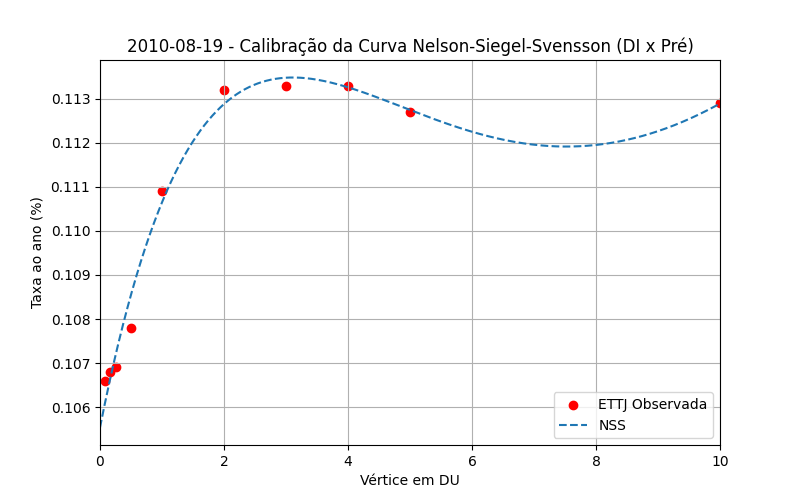 2010-08-19 - Calibração da Curva Nelson-Siegel-Svensson (DI x Pré)
Taxa ao ano (%)
0.113
0.112
0.111
0.110
0.109
0.108
0.107
0.106
ETTJ Observada
NSS
0 2 4 6 8 10
Vértice em DU